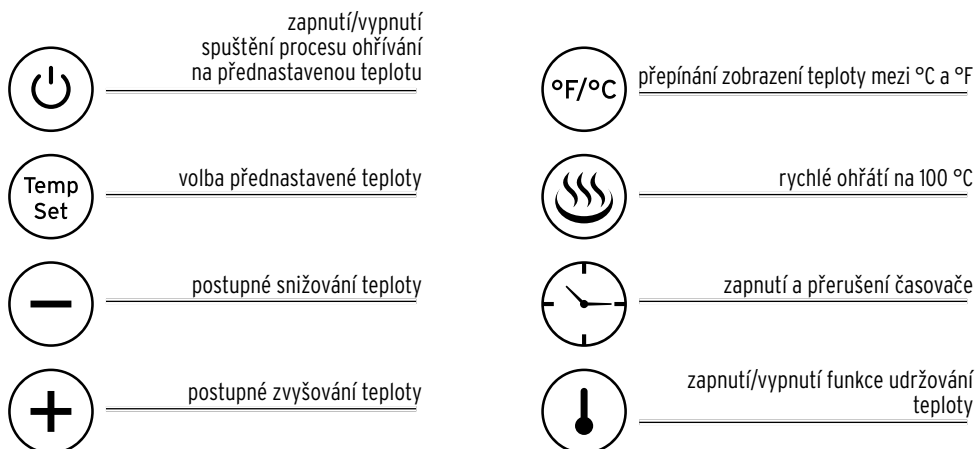 zapnutí/vypnutí
spuštění procesu ohřívání
na přednastavenou teplotu
Temp
Set
volba přednastavené teploty
postupné snižování teploty
postupné zvyšování teploty
°F/°C
přepínání zobrazení teploty mezi °C a °F
rychlé ohřátí na 100 °C
zapnutí a přerušení časovače
zapnutí/vypnutí funkce udržování
teploty